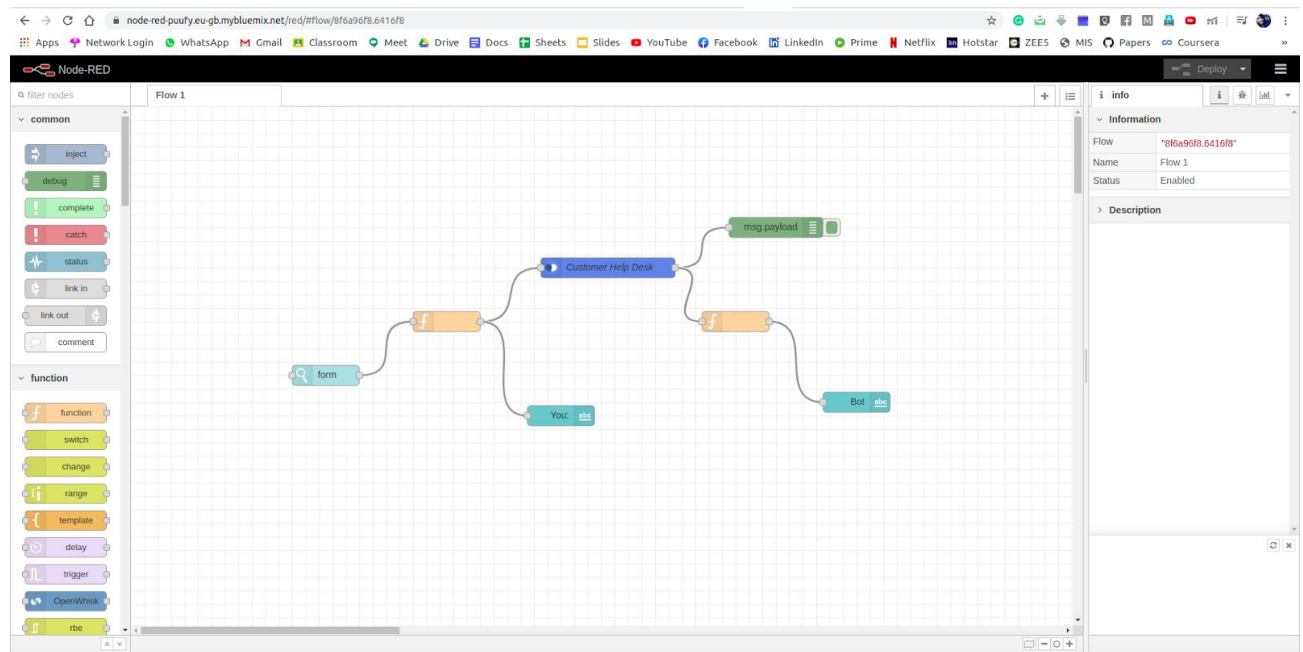 node-red-puufy.eu-gb.mybluemix.net/red/#flow/8f6a96f8.6416f8
Apps Network Login WhatsApp M Gmail Classroom Meet Drive Docs Sheets Slides YouTube Facebook LinkedIn Prime Netflix Hotstar ZEE5 MIS Papers Coursera »
Node-RED Deploy
filter nodes Flow 1 i info
common
Information
inject
Flow "8f6a96f8.6416f8"
debug
Name Flow 1
Status Enabled
complete
Description
catch
msg.payload
status
Customer Help Desk
link in
link out
comment
form
function
Bot abc
function
You: abc
switch
change
range
template
delay
trigger
OpenWhisk
rbe